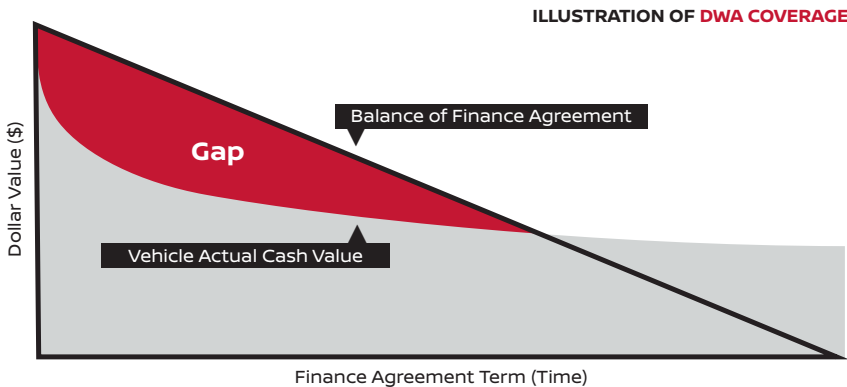 ILLUSTRATION OF DWA COVERAGE
Balance of Finance Agreement
Gap
Dollar Value ($)
Vehicle Actual Cash Value
Finance Agreement Term (Time)